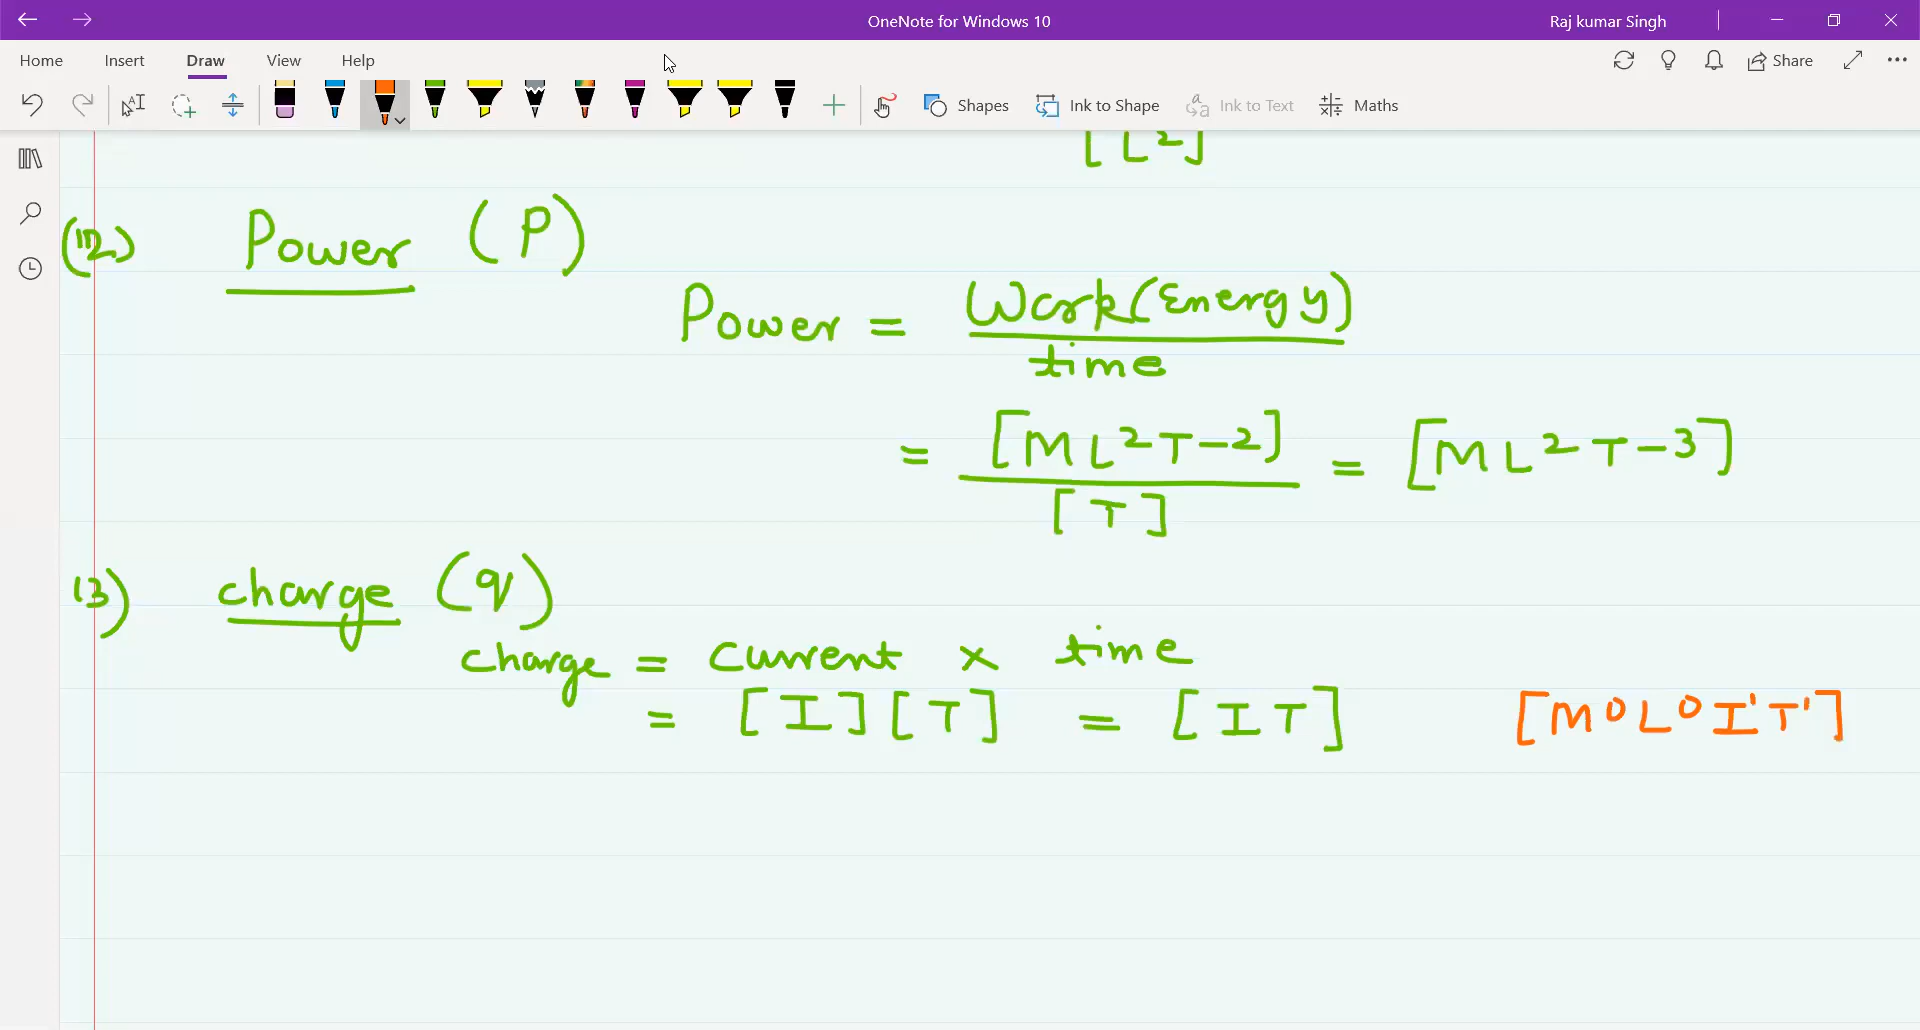 OneNote for Windows 10
Raj kumar Singh
Home Insert Draw View Help
Share
Shapes Ink to Shape Ink to Text Maths
[L²]
(12) Power (P)
Power = Work(Energy)
time
= [ML²T-2] = [ML²T-3]
[T]
13) charge (q)
charge = current × time
= [I][T] = [IT] [M⁰L⁰I¹T¹]